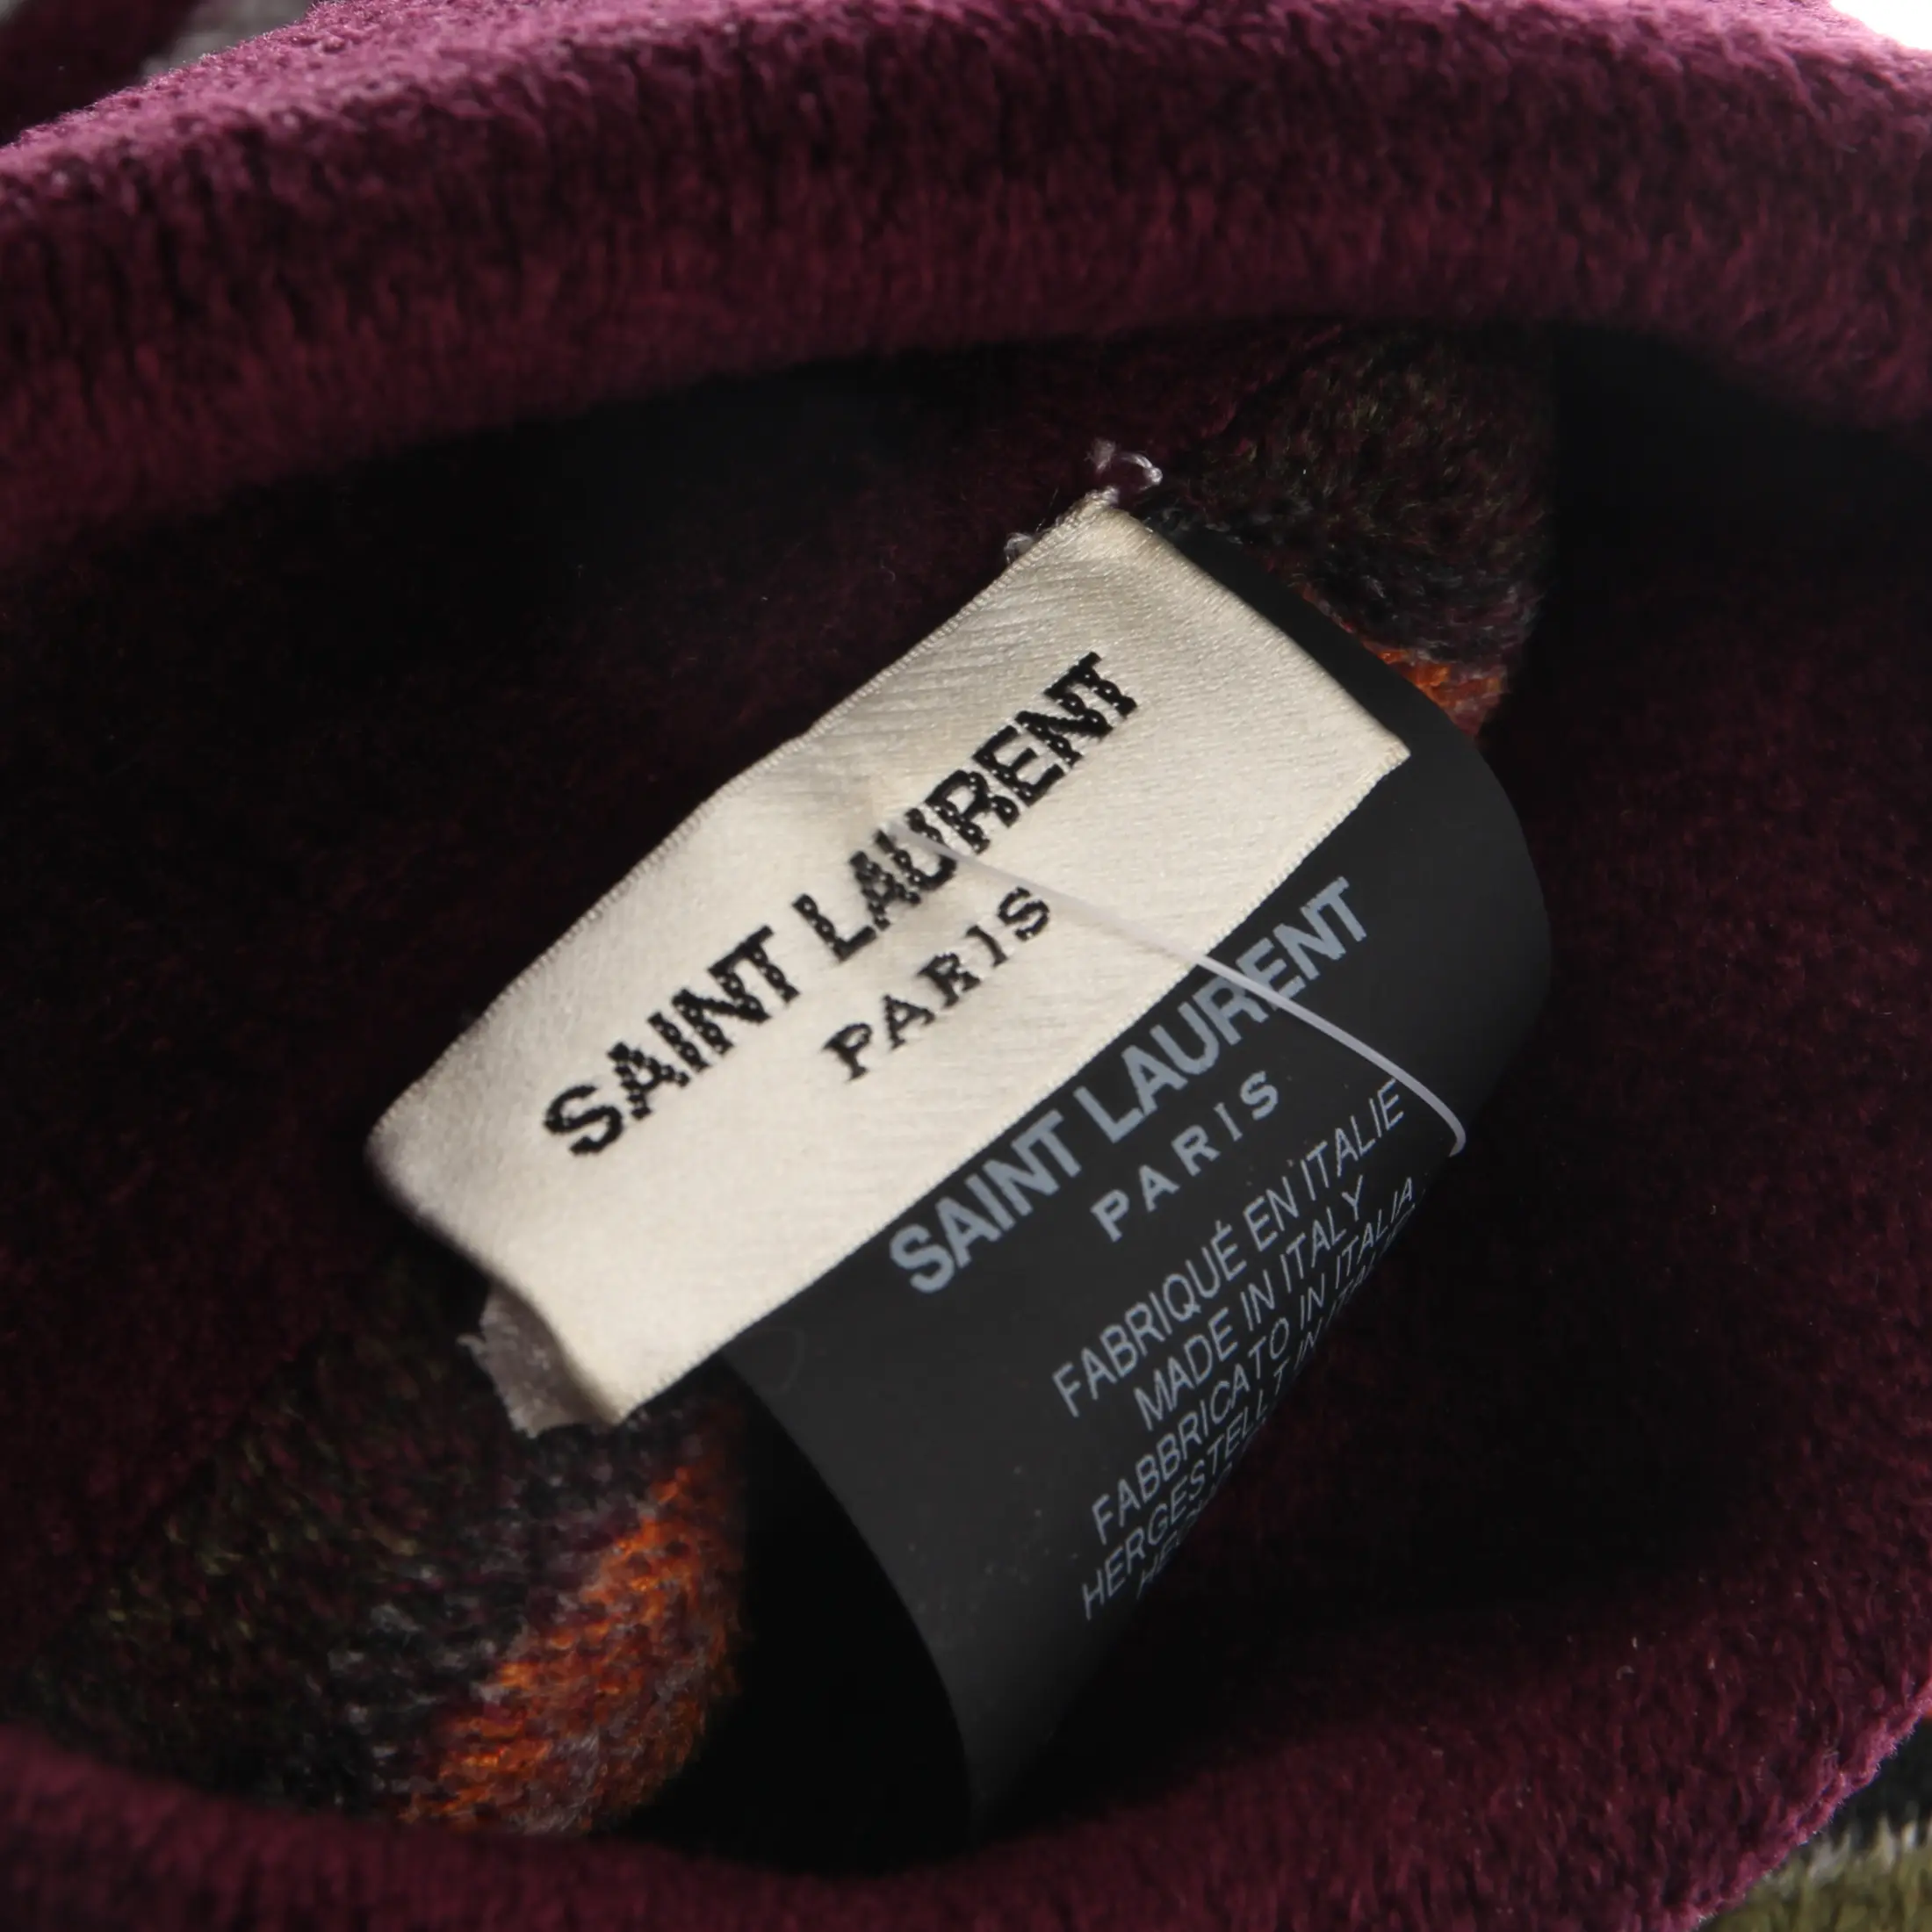 SAINT LAURENT
PARIS
SAINT LAURENT
PARIS
FABRIQUÉ EN ITALIE
MADE IN ITALY
FABBRICATO IN ITALIA
HERGESTELLT IN